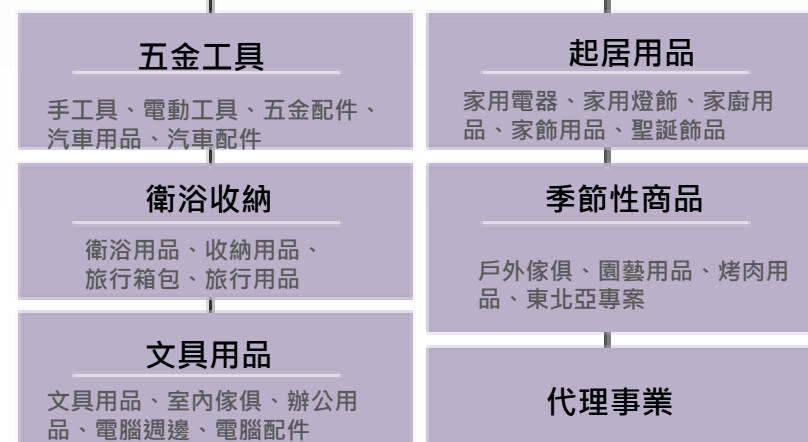 五金工具
手工具、電動工具、五金配件、
汽車用品、汽車配件
衛浴收納
衛浴用品、收納用品、
旅行箱包、旅行用品
文具用品
文具用品、室內傢俱、辦公用
品、電腦週邊、電腦配件
起居用品
家用電器、家用燈飾、家廚用
品、家飾用品、聖誕飾品
季節性商品
戶外傢俱、園藝用品、烤肉用
品、東北亞專案
代理事業